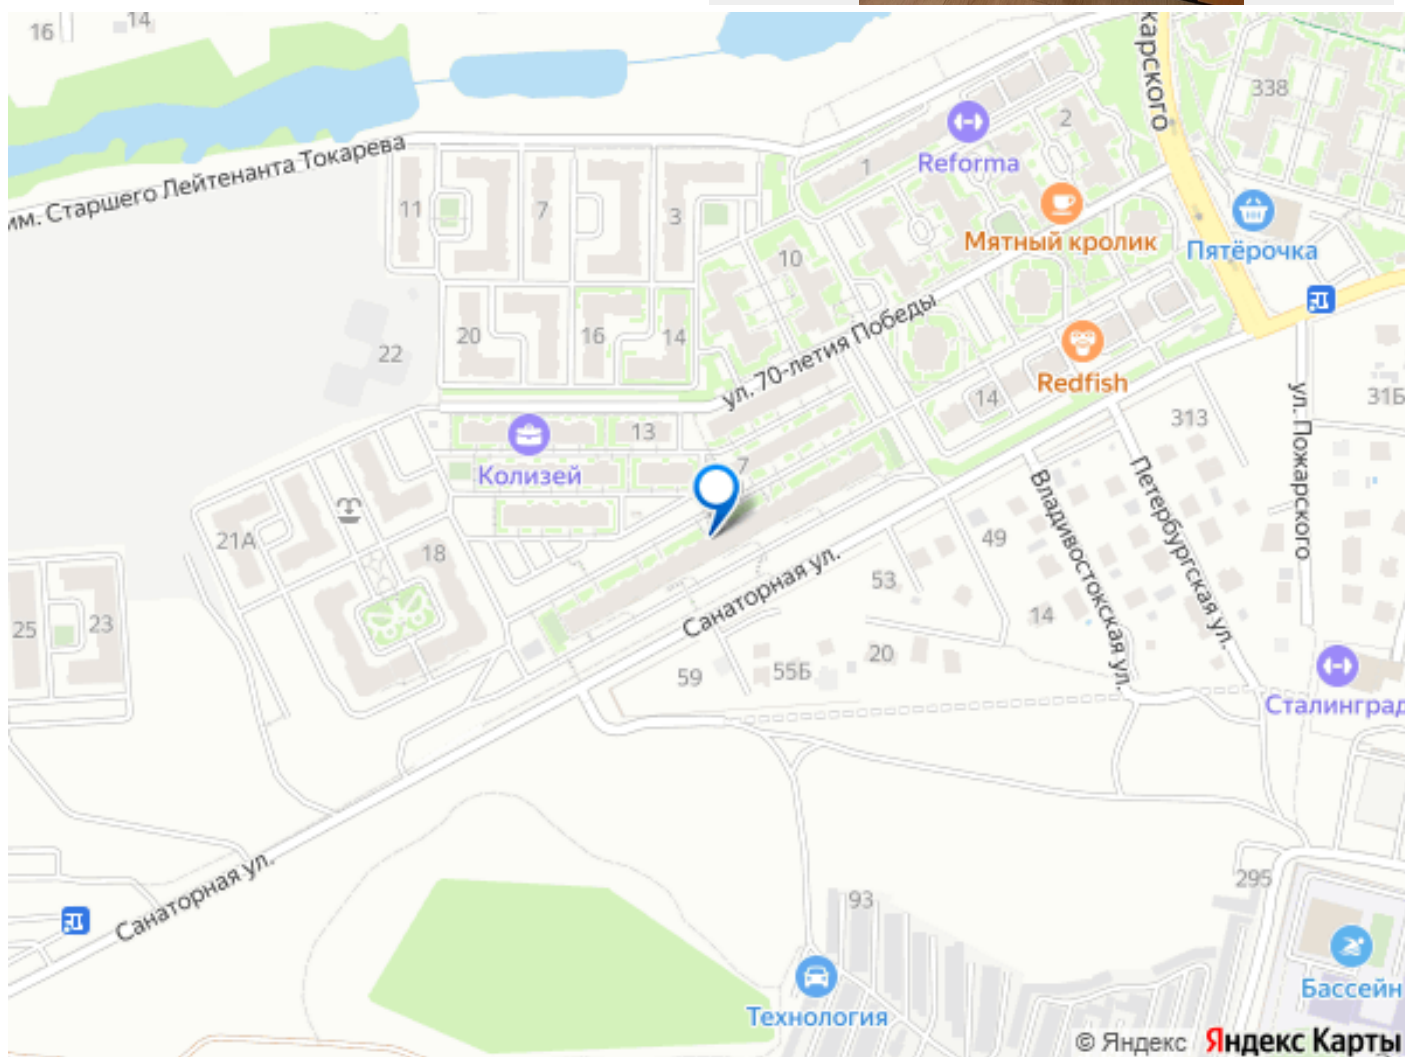 16
14
карского
338
2
Reforma
1
им. Старшего Лейтенанта Токарева
11
7
3
Мятный кролик
Пятёрочка
10
20
16
14
22
ул. 70-летия Победы
Redfish
14
313
31Б
ул. Пожарского
13
Колизей
7
Владивостокская ул.
Петербургская ул.
21А
18
49
53
14
25
23
Санаторная ул.
59
55Б
20
Сталинград
Санаторная ул.
93
295
Технология
Бассейн
© Яндекс Яндекс Карты